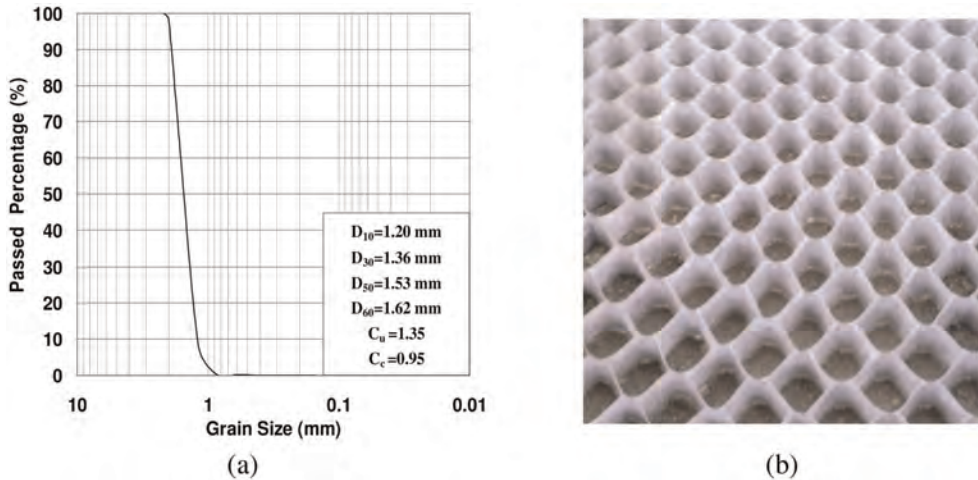 100
90
80
70
60
50
40
30
20
10
0
Passed Percentage (%)
D10=1.20 mm
D30=1.36 mm
D50=1.53 mm
D60=1.62 mm
Cu =1.35
Cc =0.95
10 1 0.1 0.01
Grain Size (mm)
(a) (b)